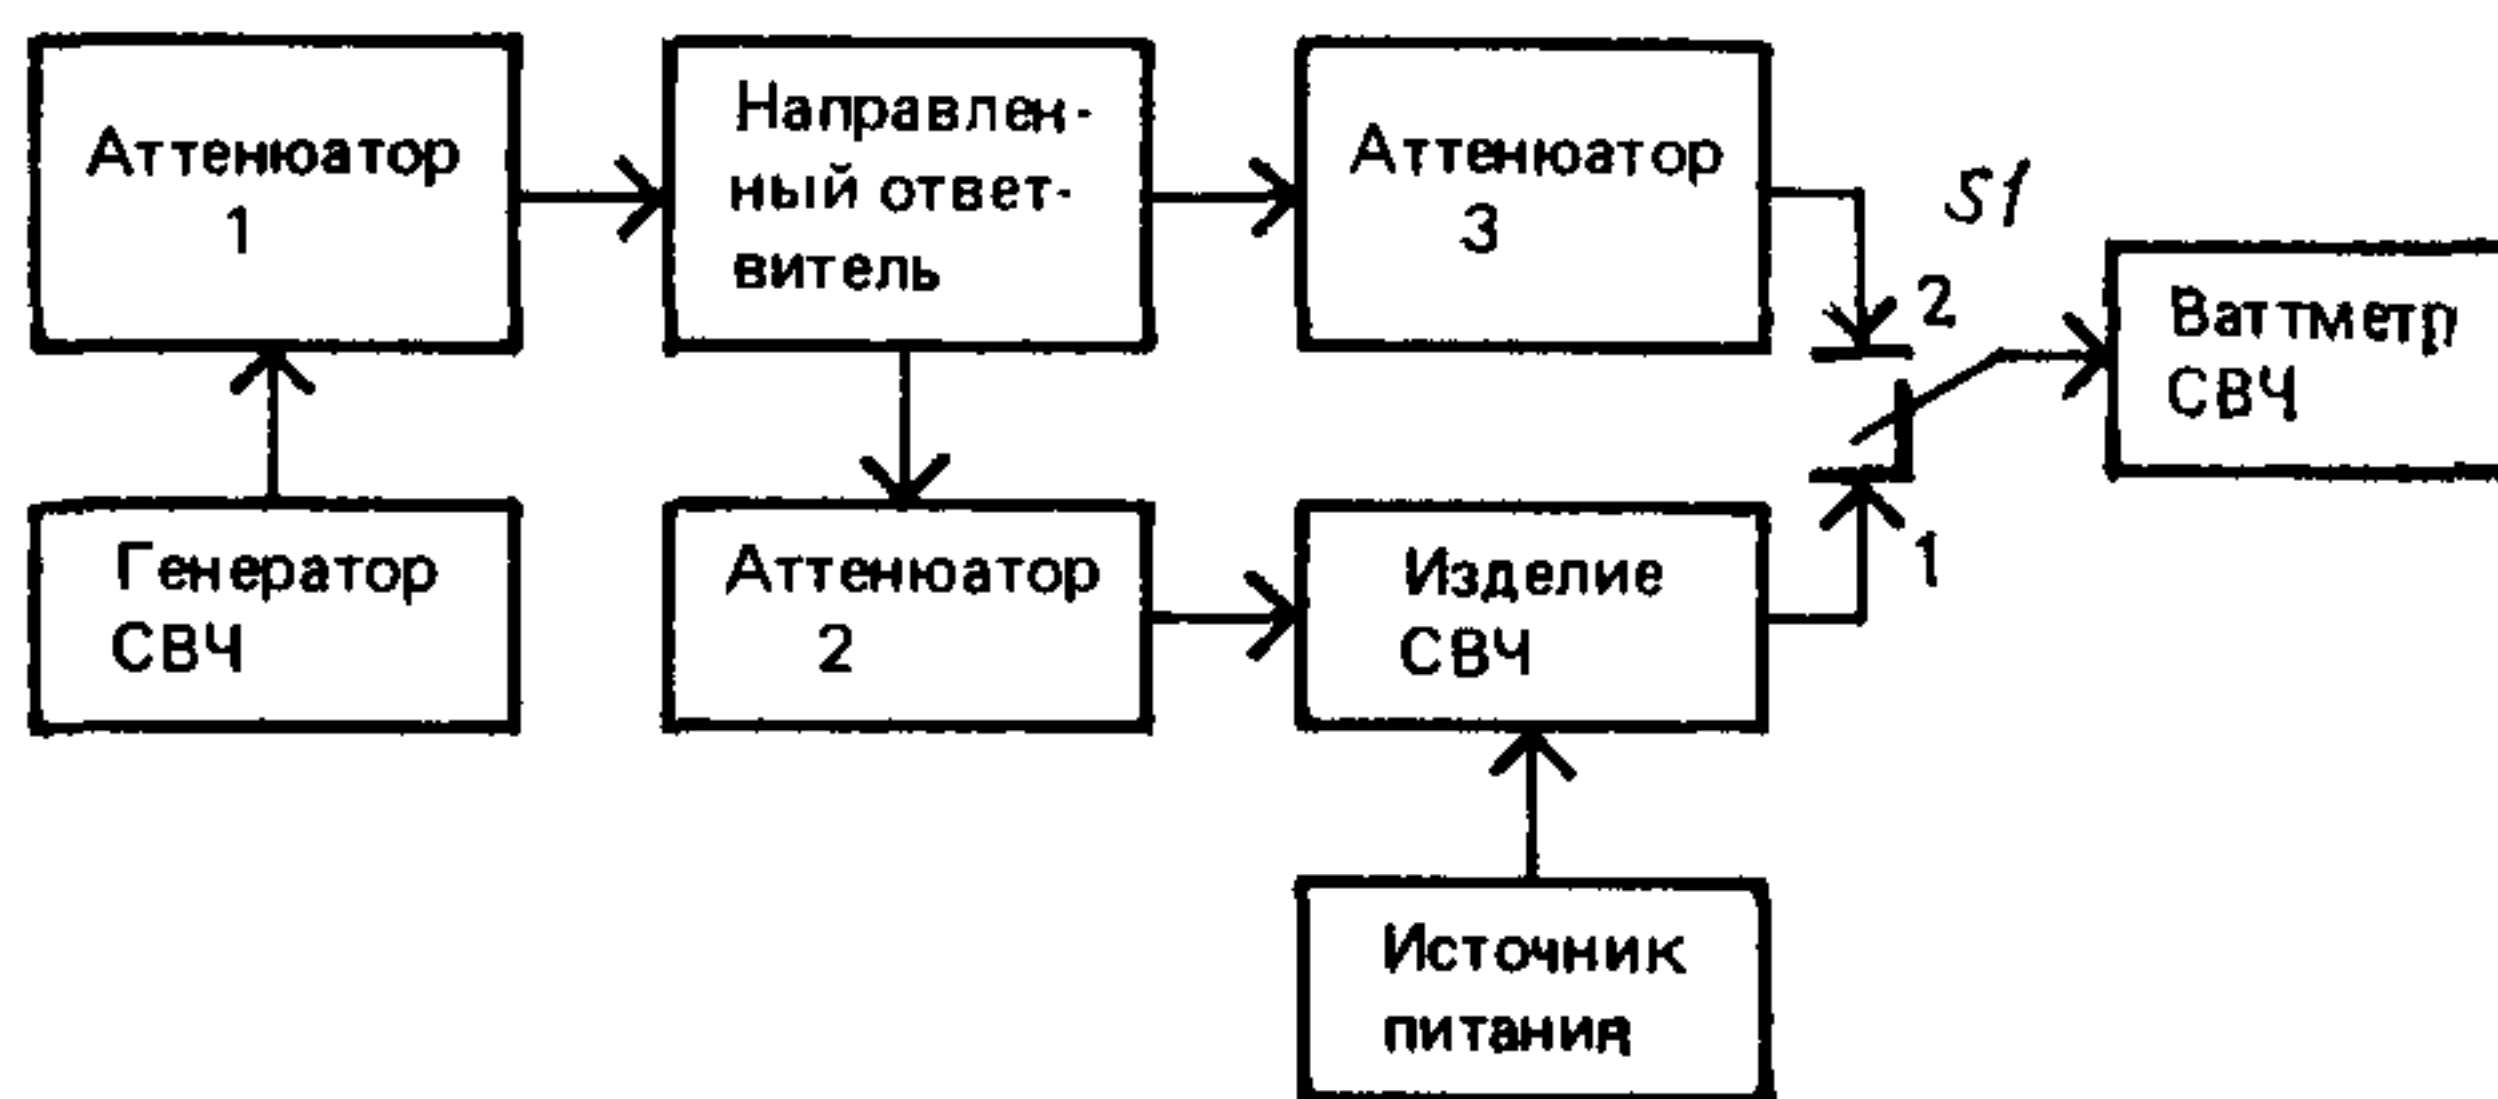 Аттенюатор
1
Направлен-
ный ответ-
витель
Аттенюатор
3
S1
2
Ваттметр
СВЧ
Генератор
СВЧ
Аттенюатор
2
Изделие
СВЧ
1
Источник
питания